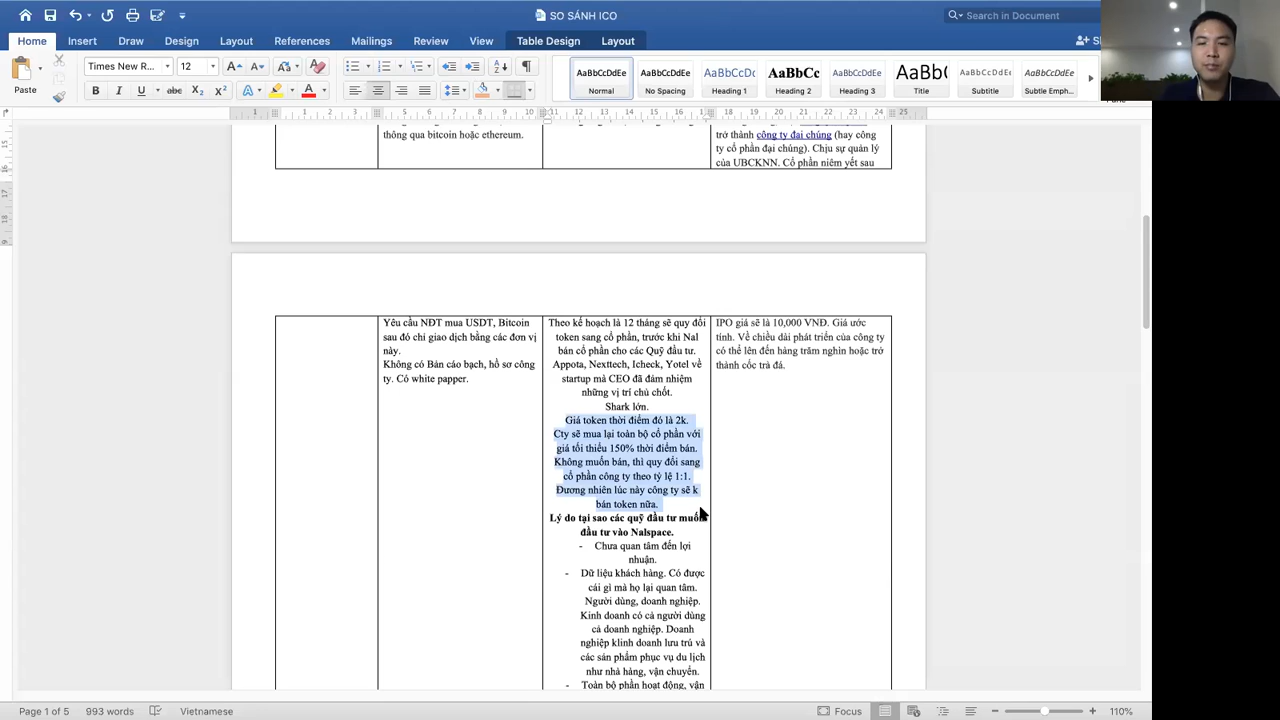 SO SÁNH ICO
Search in Document
Home
Insert
Draw
Design
Layout
References
Mailings
Review
View
Table Design
Layout
Paste
Times New R...
12
AaBbCcDdEe
Normal
AaBbCcDdEe
No Spacing
AaBbCcDc
Heading 1
AaBbCc
Heading 2
AaBbCcDdEe
Heading 3
AaBbC
Title
AaBbCcDdEe
Subtitle
AaBbCcDdEe
Subtle Emph...
thông qua bitcoin hoặc ethereum.
trở thành công ty đại chúng (hay công
ty cổ phần đại chúng). Chịu sự quản lý
của UBCKNN. Cổ phần niêm yết sau
Yêu cầu NĐT mua USDT, Bitcoin
sau đó chỉ giao dịch bằng các đơn vị
này.
Không có Bản cáo bạch, hồ sơ công
ty. Có white papper.
Theo kế hoạch là 12 tháng sẽ quy đổi
token sang cổ phần, trước khi Nal
bán cổ phần cho các Quỹ đầu tư.
Appota, Nexttech, Icheck, Yotel về
startup mà CEO đã đảm nhiệm
những vị trí chủ chốt.
Shark lớn.
Giá token thời điểm đó là 2k.
Cty sẽ mua lại toàn bộ cổ phần với
giá tối thiểu 150% thời điểm bán.
Không muốn bán, thì quy đổi sang
cổ phần công ty theo tỷ lệ 1:1.
Đương nhiên lúc này công ty sẽ k
bán token nữa.
Lý do tại sao các quỹ đầu tư muốn
đầu tư vào Nalspace.
- Chưa quan tâm đến lợi
nhuận.
- Dữ liệu khách hàng. Có được
cái gì mà họ lại quan tâm.
Người dùng, doanh nghiệp.
Kinh doanh có cả người dùng
cả doanh nghiệp. Doanh
nghiệp klinh doanh lưu trú và
các sản phẩm phục vụ du lịch
như nhà hàng, vận chuyển.
- Toàn bộ phần hoạt động, vận
IPO giá sẽ là 10,000 VNĐ. Giá ước
tính. Về chiều dài phát triển của công ty
có thể lên đến hàng trăm nghìn hoặc trở
thành cốc trà đá.
Page 1 of 5
993 words
Vietnamese
Focus
110%